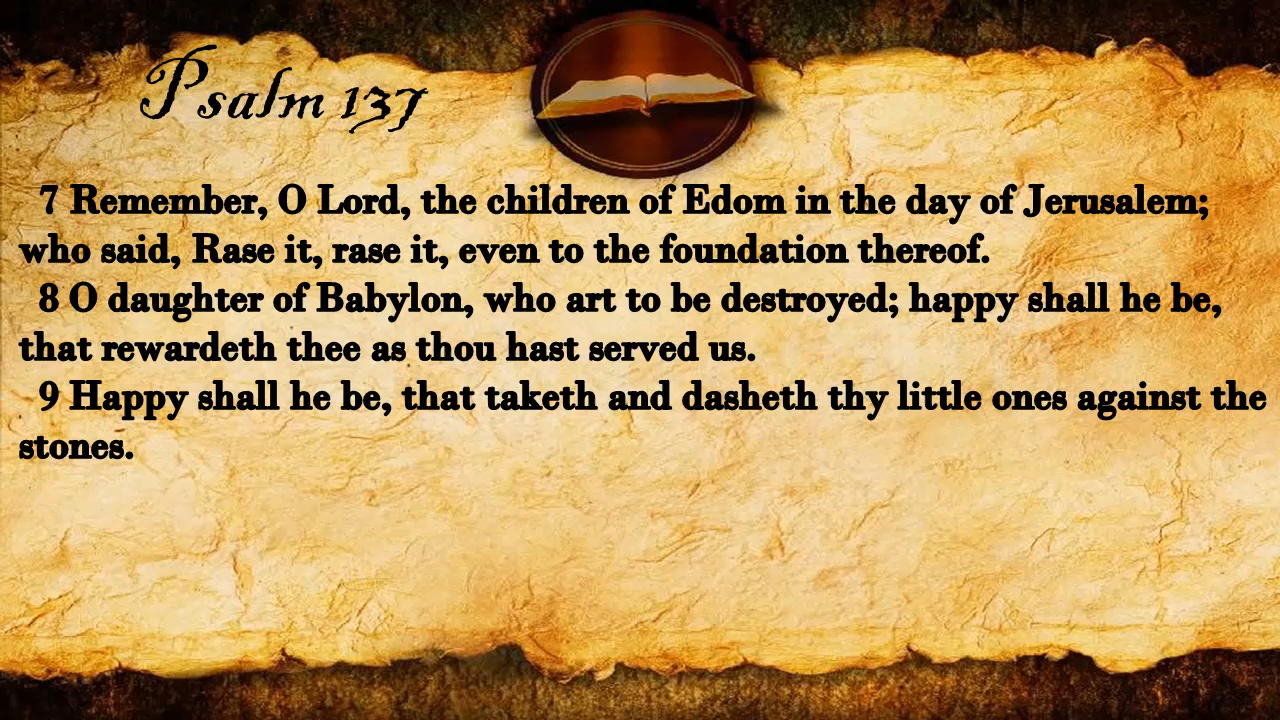 Psalm 137
7 Remember, O Lord, the children of Edom in the day of Jerusalem;
who said, Rase it, rase it, even to the foundation thereof.
8 O daughter of Babylon, who art to be destroyed; happy shall he be,
that rewardeth thee as thou hast served us.
9 Happy shall he be, that taketh and dasheth thy little ones against the
stones.